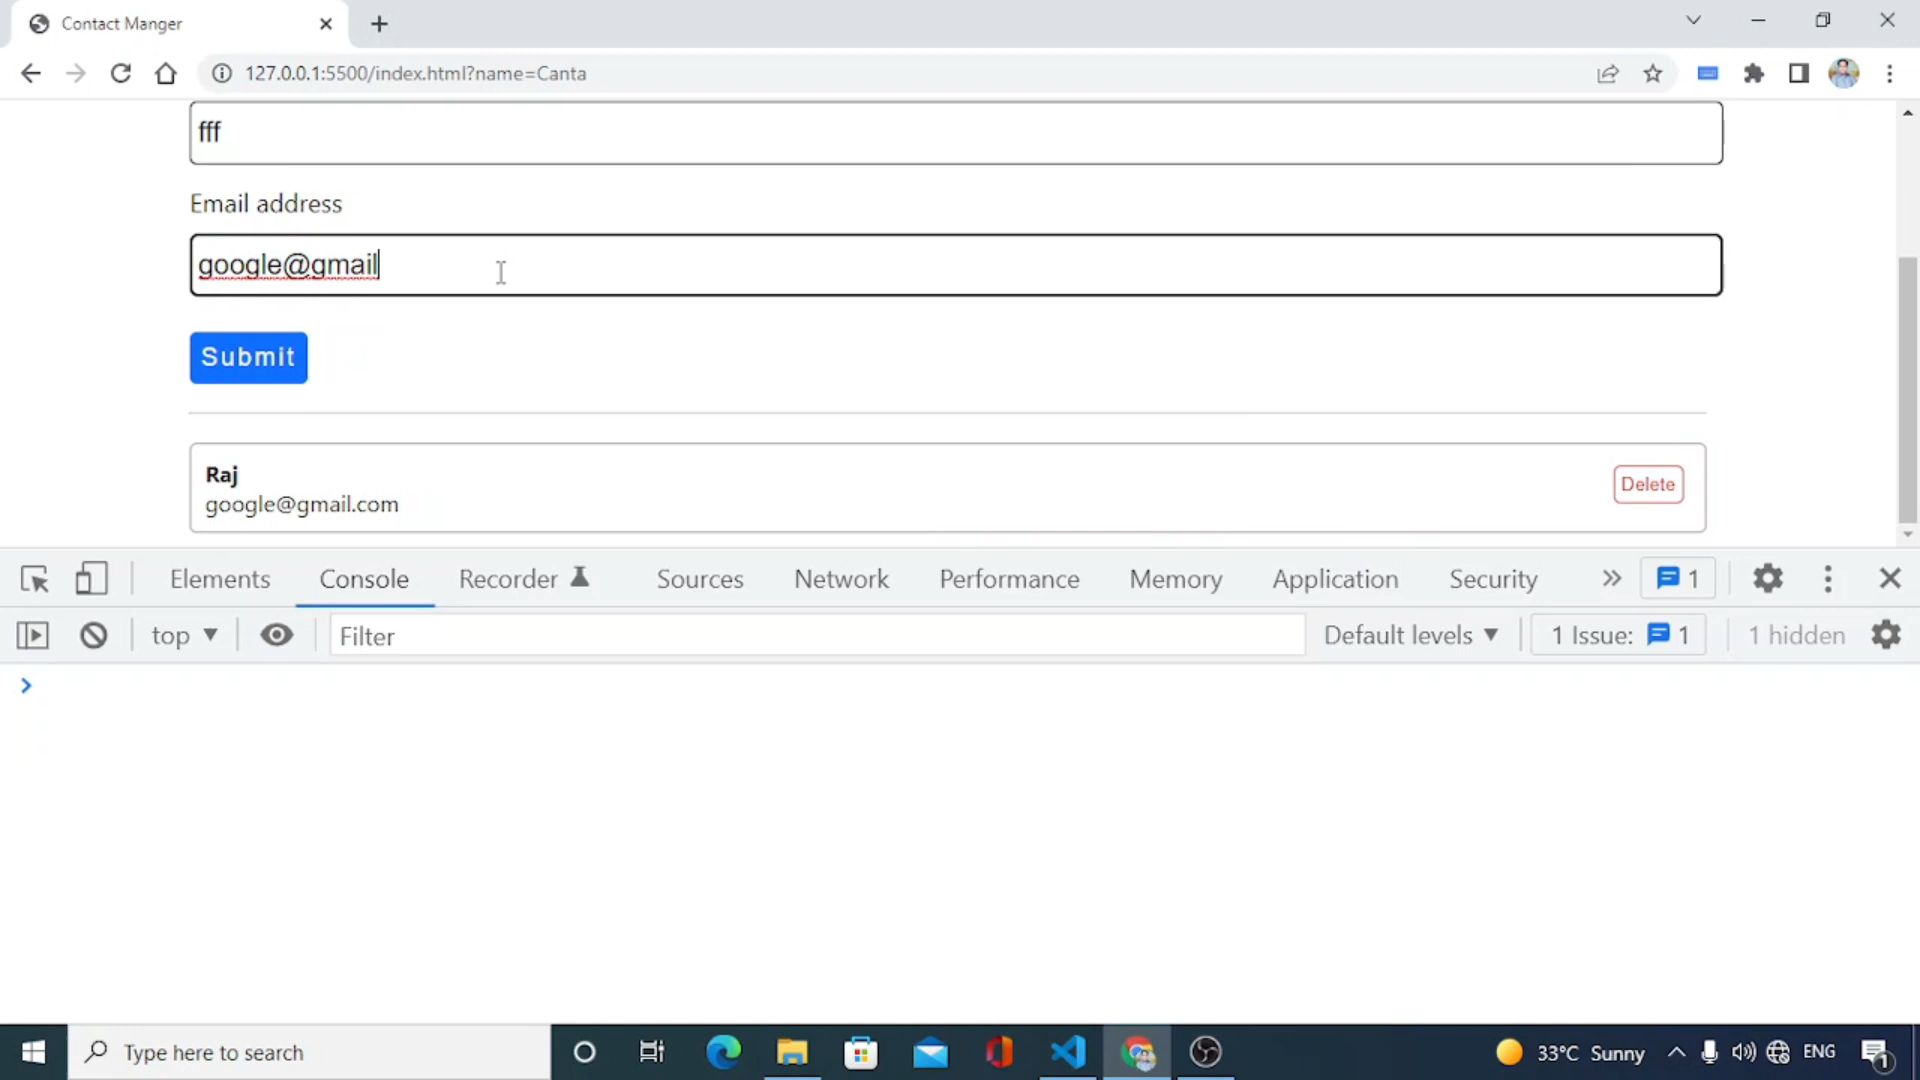 Contact Manger
127.0.0.1:5500/index.html?name=Canta
fff
Email address
google@gmail
Submit
Raj
google@gmail.com
Delete
Elements Console Recorder Sources Network Performance Memory Application Security 1
top Filter Default levels 1 Issue: 1 1 hidden
Type here to search
33°C Sunny ENG 1